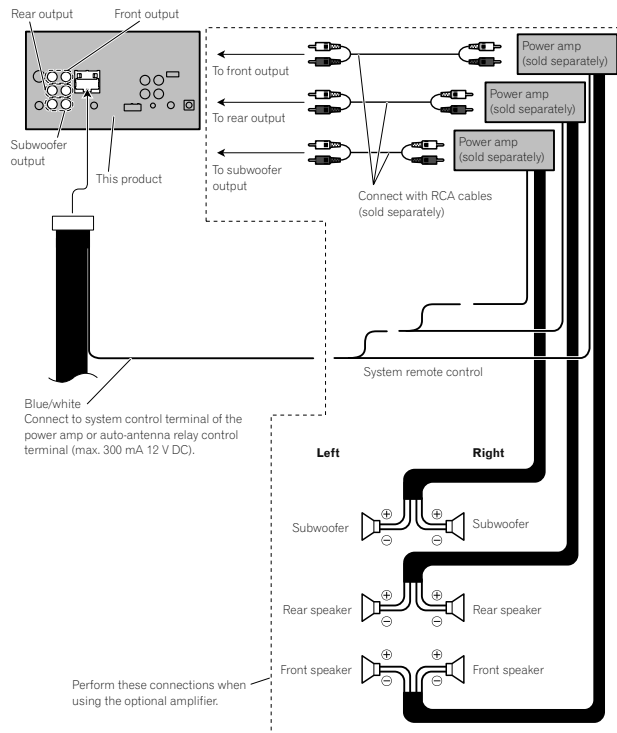 Rear output
Front output
Power amp
(sold separately)
To front output
Power amp
(sold separately)
To rear output
Power amp
(sold separately)
Subwoofer
output
This product
To subwoofer
output
Connect with RCA cables
(sold separately)
System remote control
Blue/white
Connect to system control terminal of the
power amp or auto-antenna relay control
terminal (max. 300 mA 12 V DC).
Left
Right
⊕ ⊕
Subwoofer
Subwoofer
⊖ ⊖
⊕ ⊕
Rear speaker
Rear speaker
⊖ ⊖
⊕ ⊕
Front speaker
Front speaker
⊖ ⊖
Perform these connections when
using the optional amplifier.